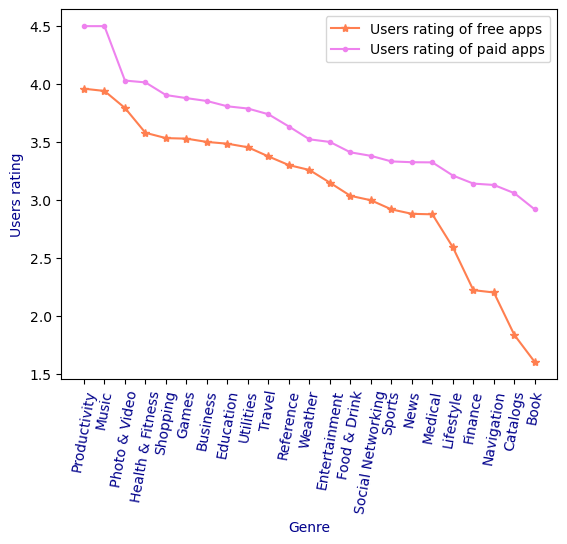 Users rating of free apps
Users rating of paid apps
4.5
4.0
3.5
3.0
2.5
2.0
1.5
Users rating
Productivity
Music
Photo & Video
Health & Fitness
Shopping
Games
Business
Education
Utilities
Travel
Reference
Weather
Entertainment
Food & Drink
Social Networking
Sports
News
Medical
Lifestyle
Finance
Navigation
Catalogs
Book
Genre